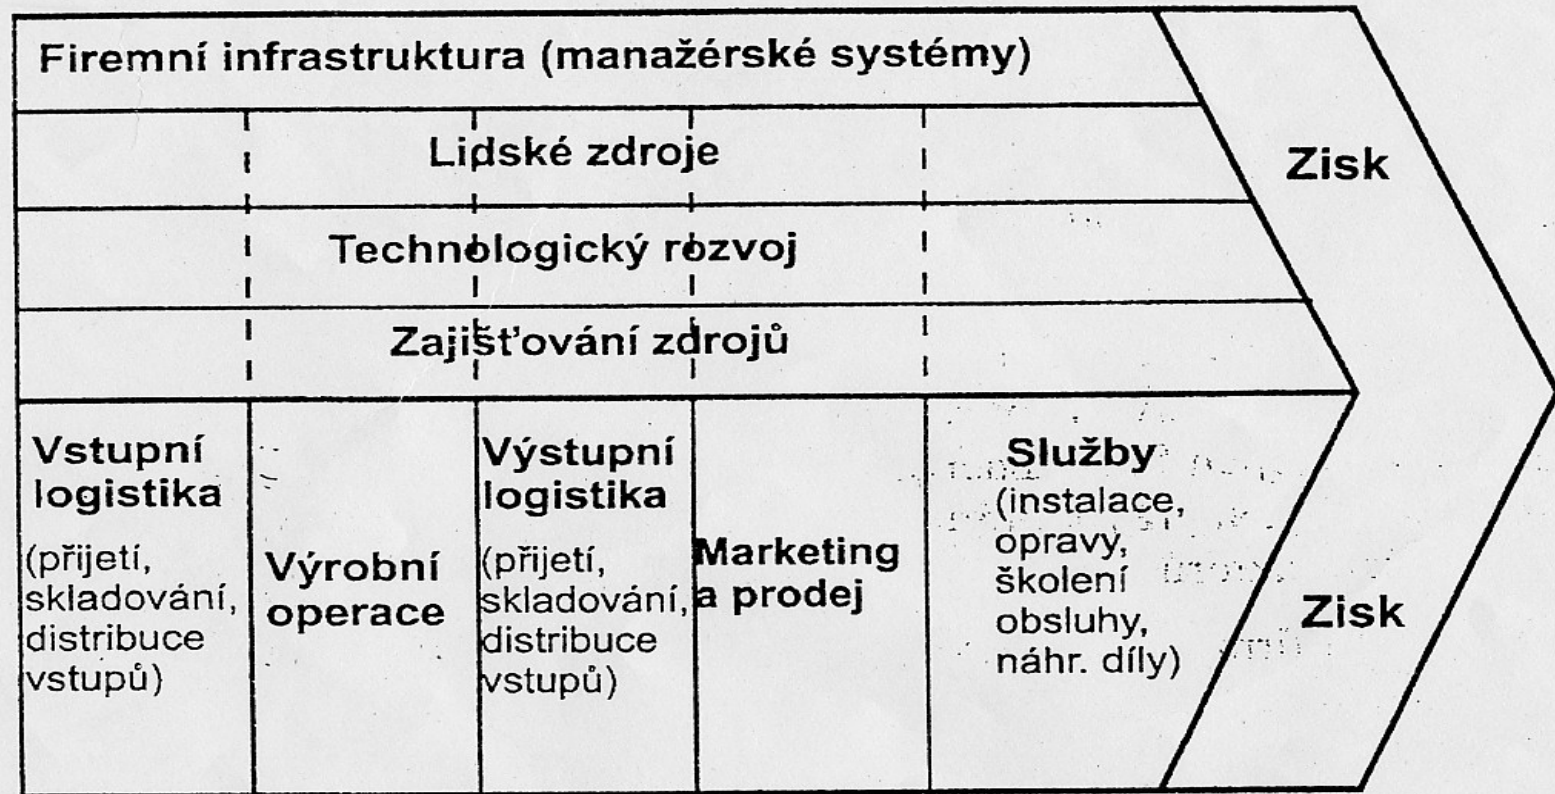 Firemní infrastruktura (manažérské systémy)
Lidské zdroje
Technologický rozvoj
Zajišťování zdrojů
Zisk
Vstupní
logistika
(přijetí,
skladování,
distribuce
vstupů)
Výrobní
operace
Výstupní
logistika
(přijetí,
skladování,
distribuce
vstupů)
Marketing
a prodej
Služby
(instalace,
opravy,
školení
obsluhy,
náhr. díly)
Zisk